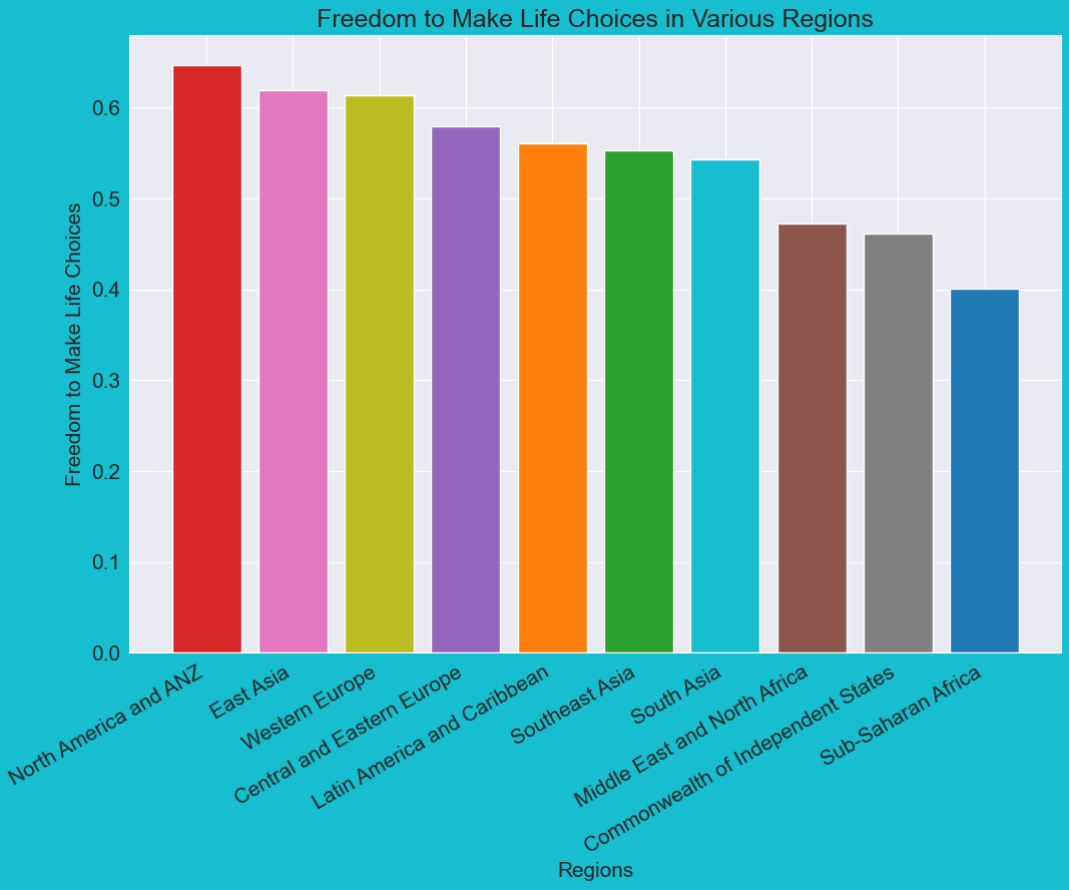 Freedom to Make Life Choices in Various Regions
Freedom to Make Life Choices
0.6
0.5
0.4
0.3
0.2
0.1
0.0
North America and ANZ
East Asia
Western Europe
Central and Eastern Europe
Latin America and Caribbean
Southeast Asia
South Asia
Middle East and North Africa
Commonwealth of Independent States
Sub-Saharan Africa
Regions